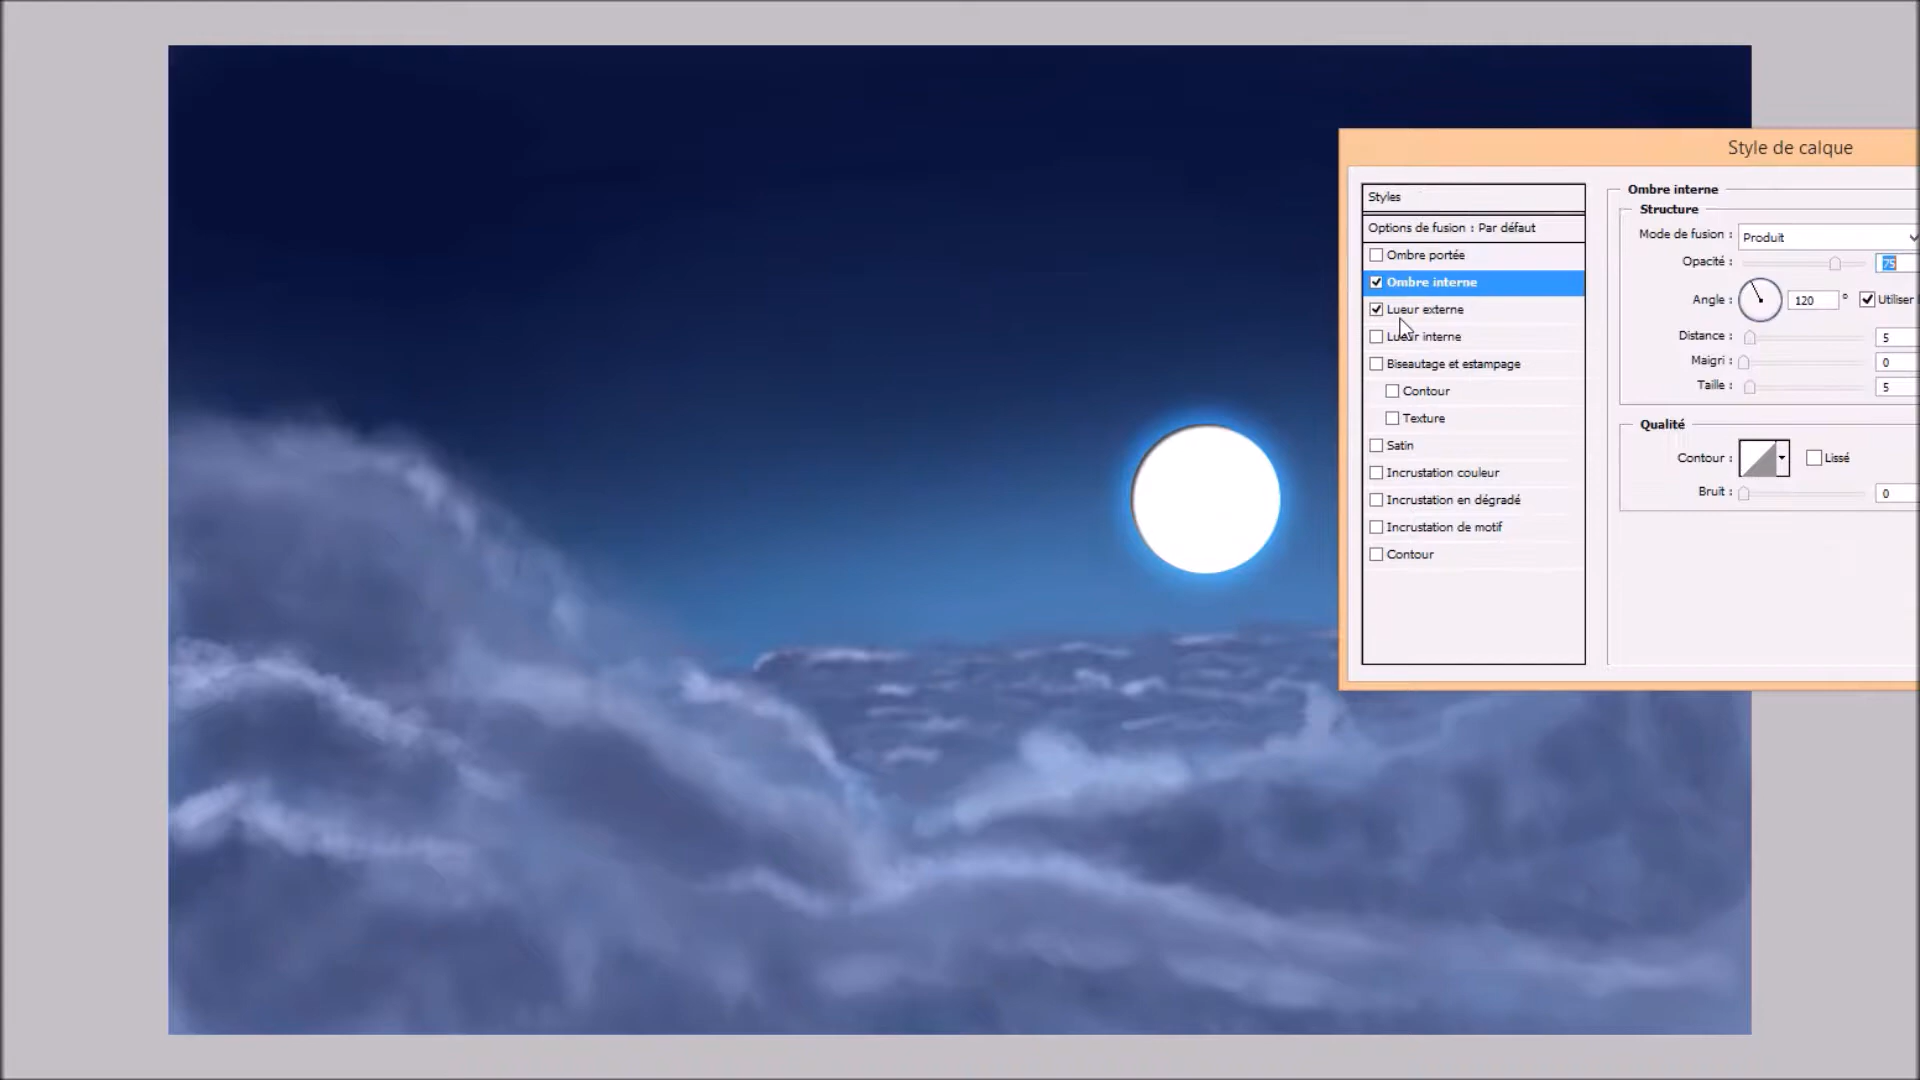 Style de calque
Styles
Options de fusion : Par défaut
Ombre portée
Ombre interne
Lueur externe
Lueur interne
Biseautage et estampage
Contour
Texture
Satin
Incrustation couleur
Incrustation en dégradé
Incrustation de motif
Contour
Ombre interne
Structure
Mode de fusion : Produit
Opacité : 75
Angle : 120 ° Utiliser
Distance : 5
Maigri : 0
Taille : 5
Qualité
Contour : Lissé
Bruit : 0